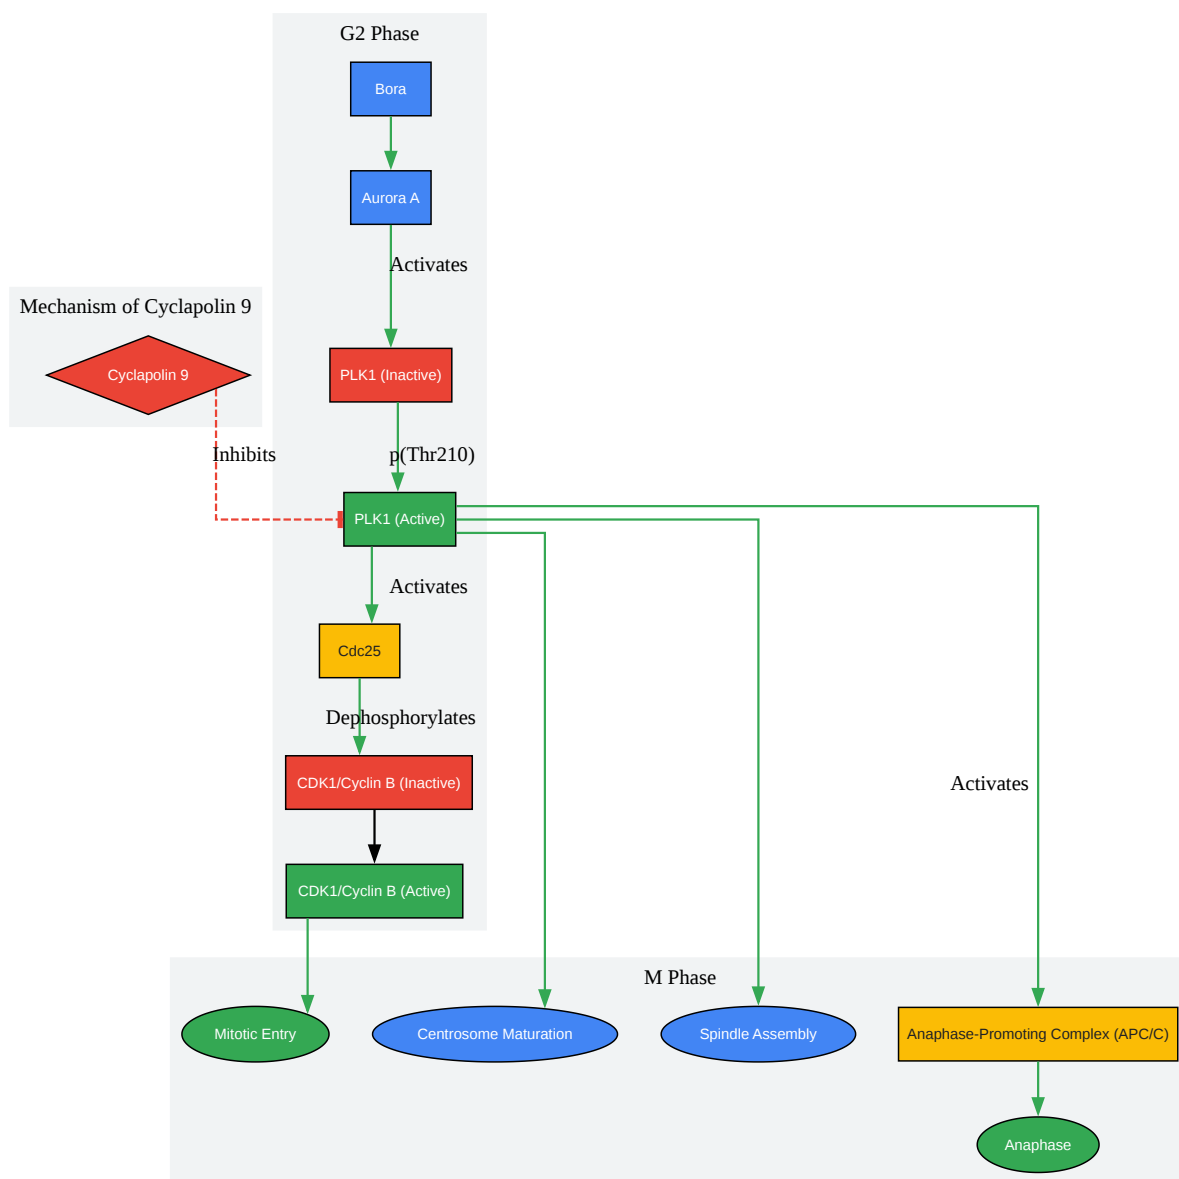 G2 Phase
Bora
Aurora A
Activates
Mechanism of Cyclapolin 9
Cyclapolin 9
PLK1 (Inactive)
Inhibits
p(Thr210)
PLK1 (Active)
Activates
Cdc25
Dephosphorylates
CDK1/Cyclin B (Inactive)
Activates
CDK1/Cyclin B (Active)
M Phase
Mitotic Entry
Centrosome Maturation
Spindle Assembly
Anaphase-Promoting Complex (APC/C)
Anaphase